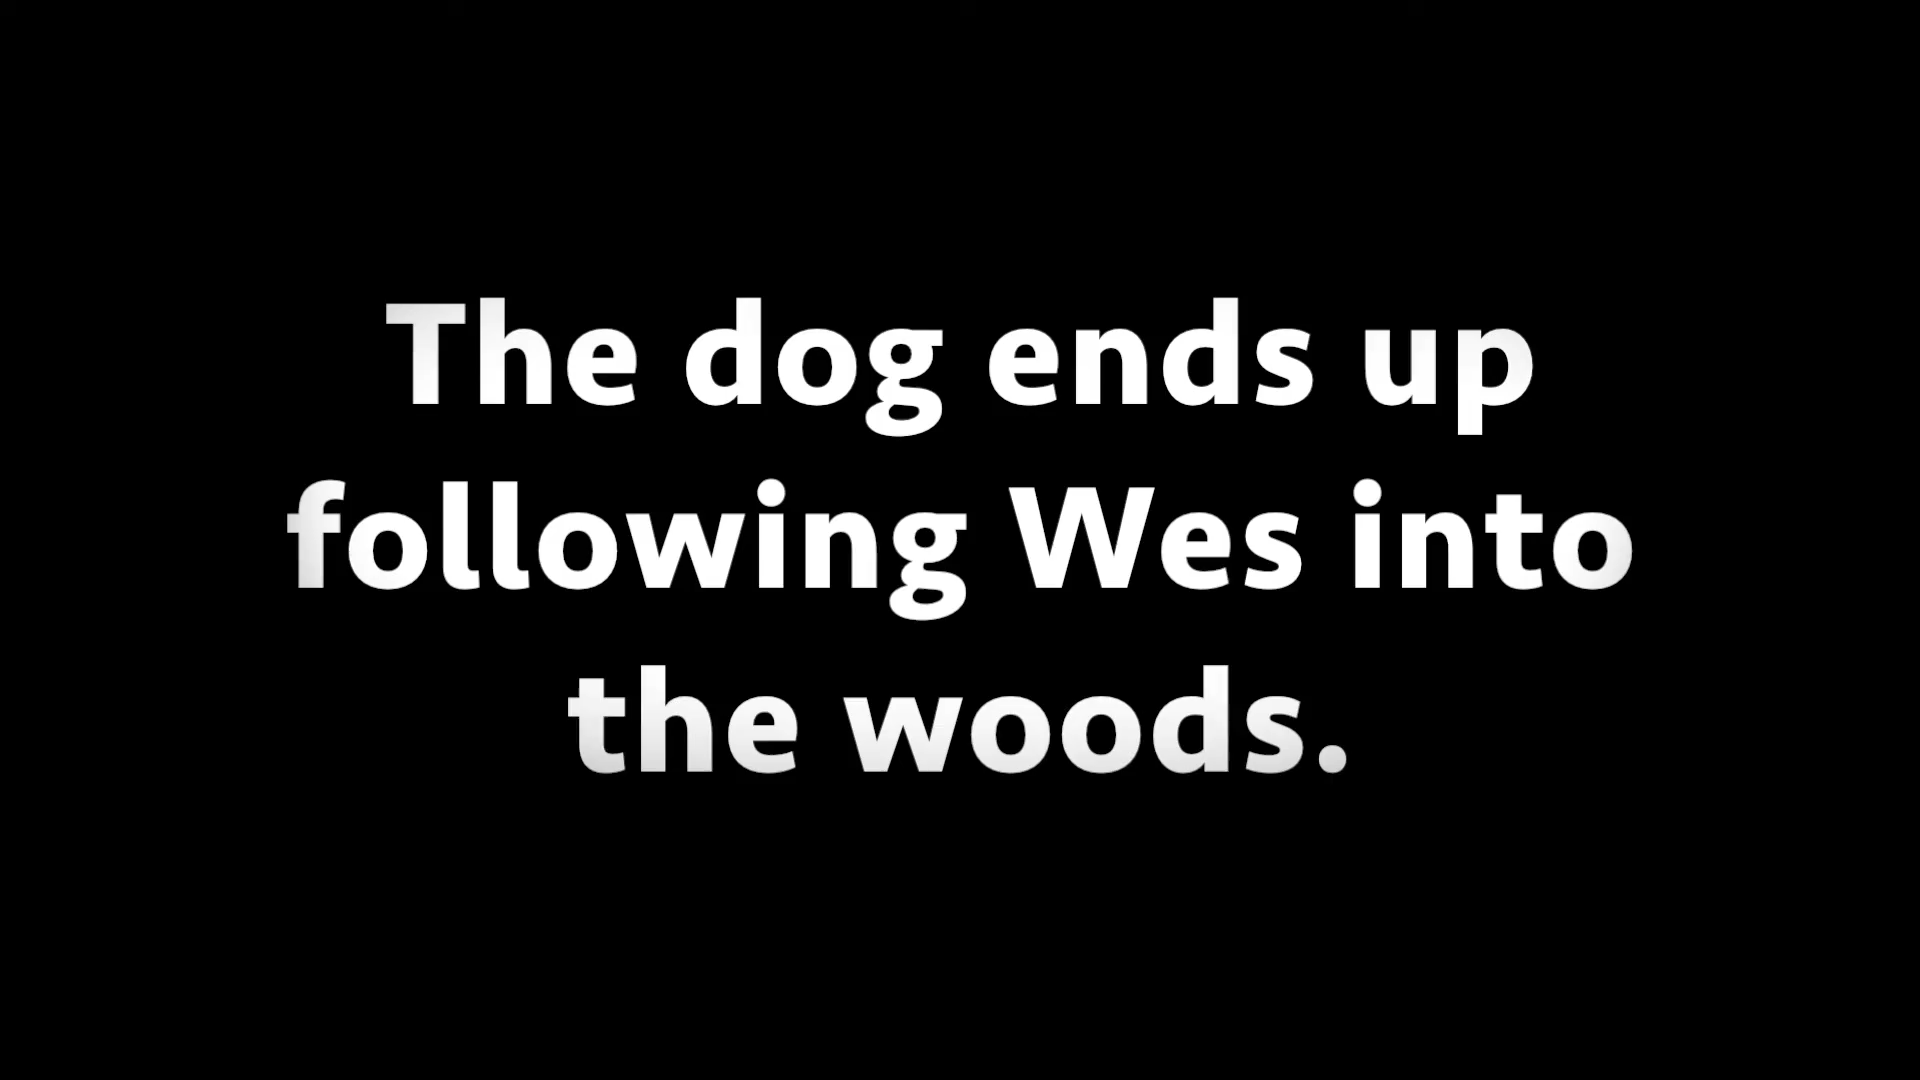 The dog ends up
following Wes into
the woods.